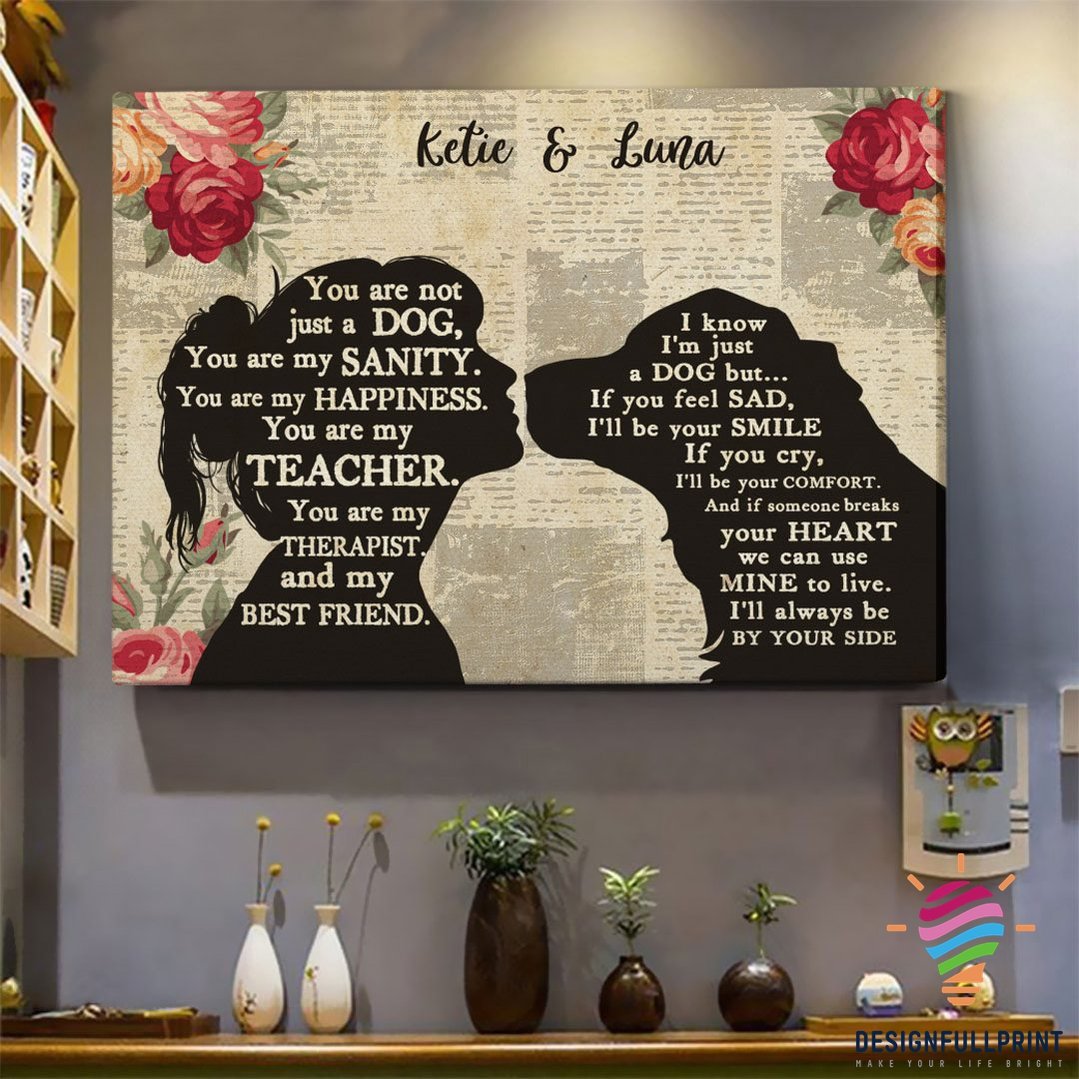 Ketie & Luna
You are not
just a DOG,
You are my SANITY.
You are my HAPPINESS.
You are my
TEACHER.
You are my
THERAPIST.
and my
BEST FRIEND.
I know
I'm just
a DOG but...
If you feel SAD,
I'll be your SMILE
If you cry,
I'll be your COMFORT.
And if someone breaks
your HEART
we can use
MINE to live.
I'll always be
BY YOUR SIDE
DESIGNFULLPRINT
MAKE YOUR LIFE BRIGHT